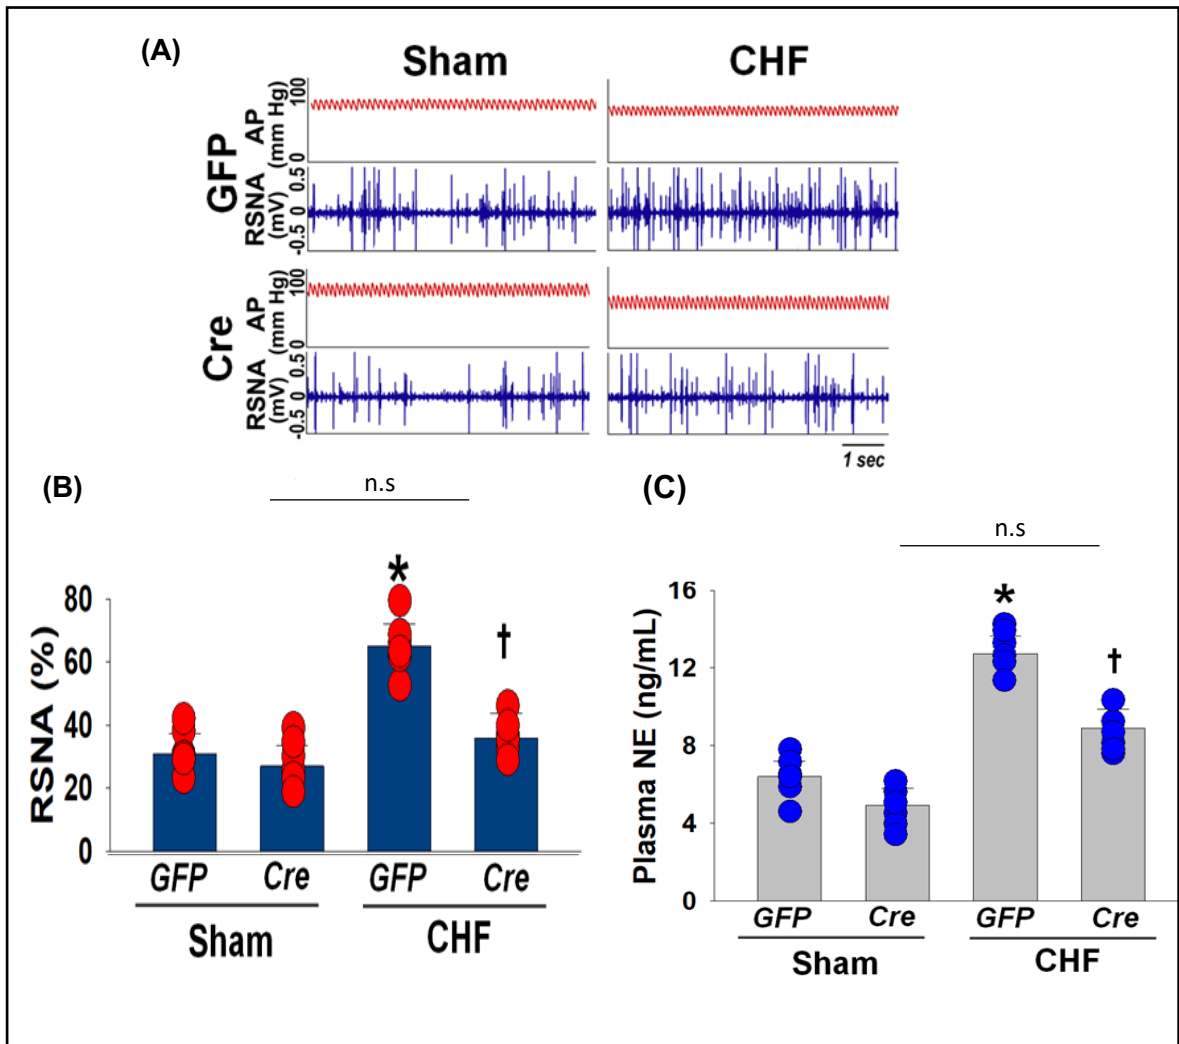 (A)
Sham CHF
GFP
AP
(mm Hg)
100
0
RSNA
(mV)
0.5
0
-0.5
Cre
AP
(mm Hg)
100
0
RSNA
(mV)
0.5
0
-0.5
1 sec
(B)
n.s
*
†
RSNA (%)
80
60
40
20
0
GFP Cre GFP Cre
Sham CHF
(C)
n.s
*
†
Plasma NE (ng/mL)
16
12
8
4
0
GFP Cre GFP Cre
Sham CHF